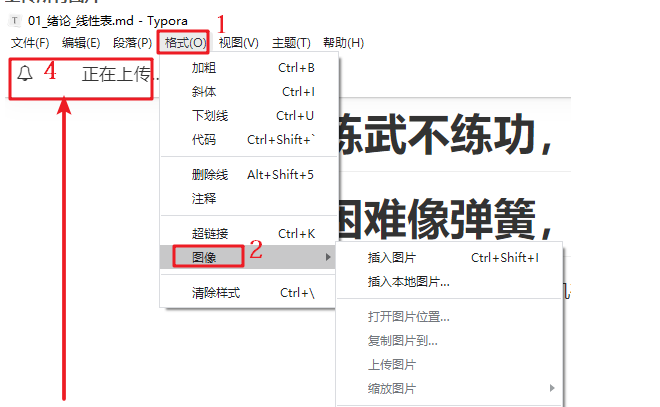 01_绪论_线性表.md - Typora
1
文件(F) 编辑(E) 段落(P) 格式(O) 视图(V) 主题(T) 帮助(H)
4 正在上传..
加粗 Ctrl+B
斜体 Ctrl+I
下划线 Ctrl+U
代码 Ctrl+Shift+`
练武不练功，
删除线 Alt+Shift+5
注释
困难像弹簧，
超链接 Ctrl+K
图像 2
插入图片 Ctrl+Shift+I
插入本地图片...
清除样式 Ctrl+\
打开图片位置...
复制图片到...
上传图片
缩放图片